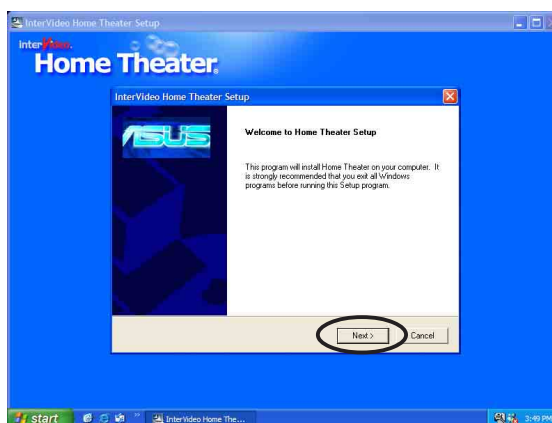 InterVideo Home Theater Setup
InterVideo.
Home Theater.
InterVideo Home Theater Setup
ASUS
Welcome to Home Theater Setup
This program will install Home Theater on your computer. It
is strongly recommended that you exit all Windows
programs before running this Setup program.
Next >
Cancel
start
InterVideo Home The...
3:49 PM